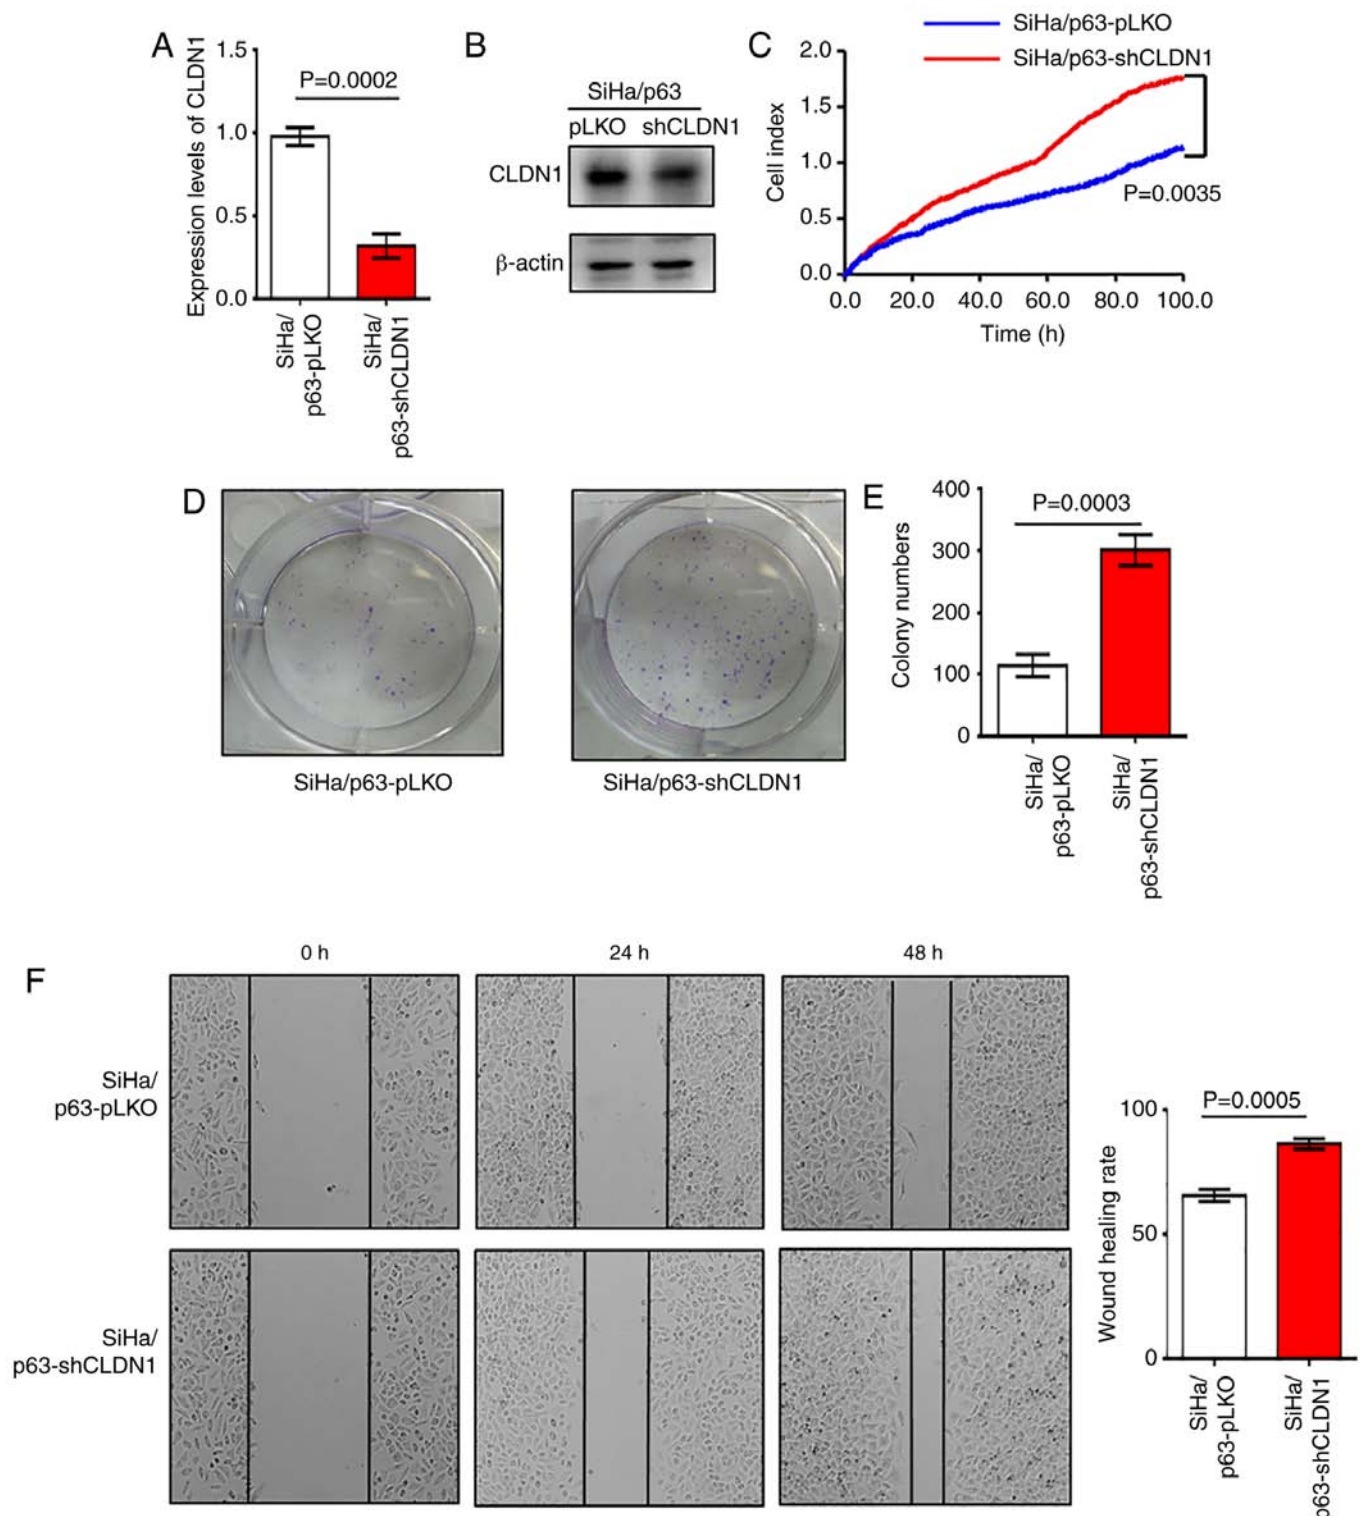 A
Expression levels of CLDN1
1.5
1.0
0.5
0.0
P=0.0002
SiHa/
p63-pLKO
SiHa/
p63-shCLDN1
B
SiHa/p63
pLKO shCLDN1
CLDN1
β-actin
C
SiHa/p63-pLKO
SiHa/p63-shCLDN1
Cell index
2.0
1.5
1.0
0.5
0.0
P=0.0035
0.0 20.0 40.0 60.0 80.0 100.0
Time (h)
D
SiHa/p63-pLKO
SiHa/p63-shCLDN1
E
Colony numbers
400
300
200
100
0
P=0.0003
SiHa/
p63-pLKO
SiHa/
p63-shCLDN1
F
0 h 24 h 48 h
SiHa/
p63-pLKO
SiHa/
p63-shCLDN1
Wound healing rate
100
50
0
P=0.0005
SiHa/
p63-pLKO
SiHa/
p63-shCLDN1